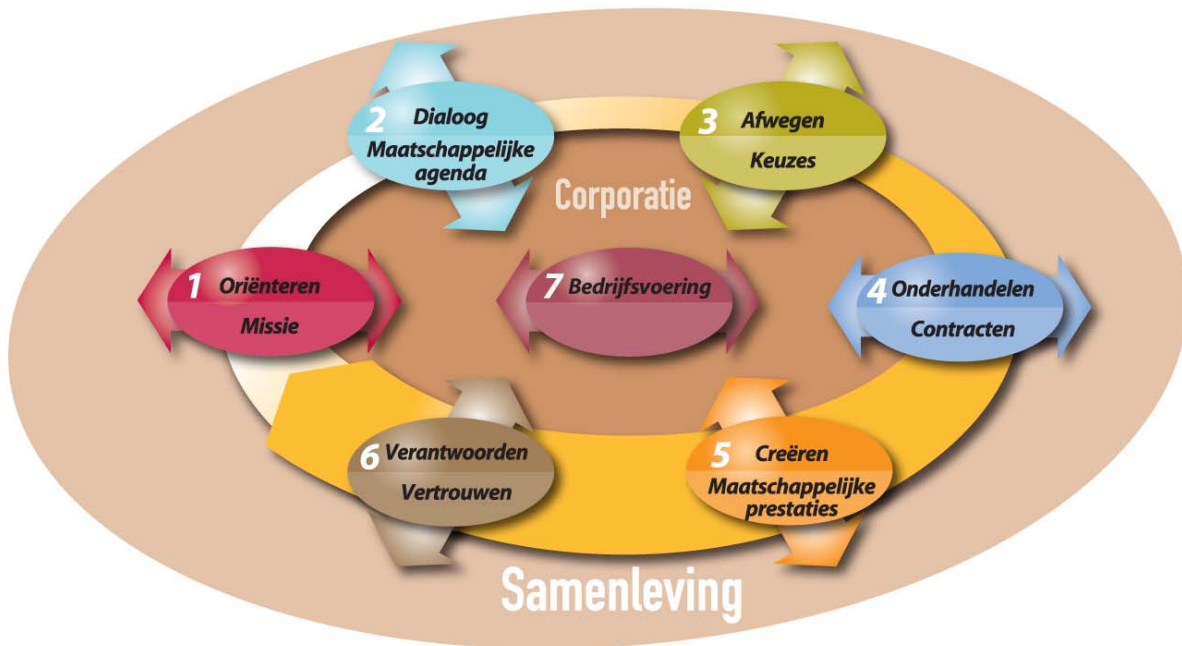 2 Dialoog
Maatschappelijke
agenda
3 Afwegen
Keuzes
Corporatie
1 Oriënteren
Missie
7 Bedrijfsvoering
4 Onderhandelen
Contracten
6 Verantwoorden
Vertrouwen
5 Creëren
Maatschappelijke
prestaties
Samenleving